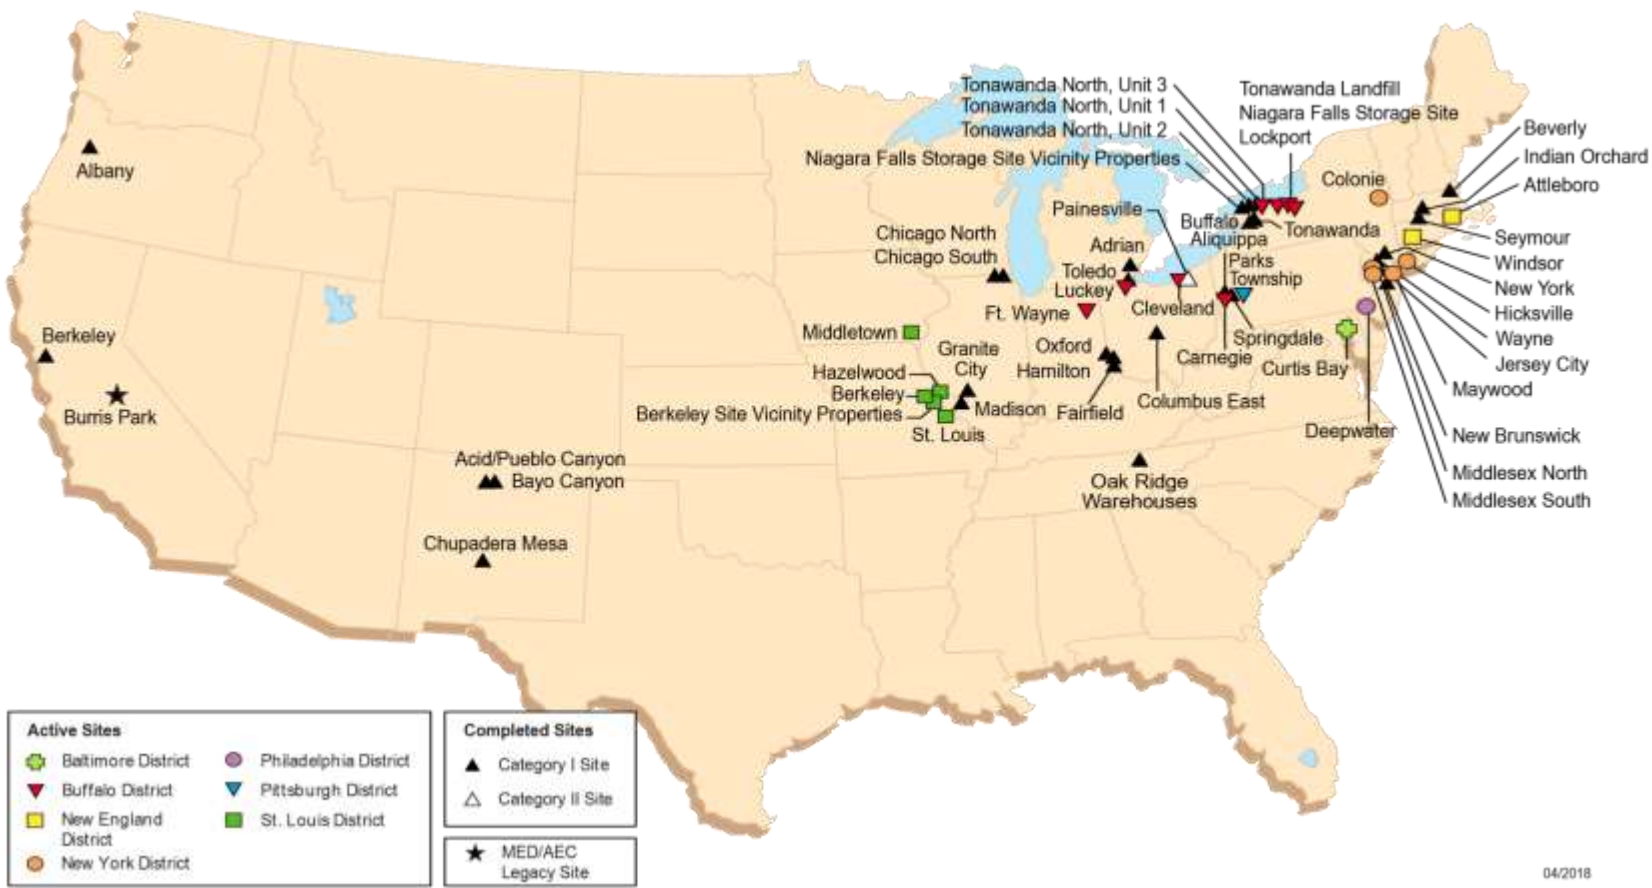 Tonawanda North, Unit 3
Tonawanda North, Unit 1
Tonawanda North, Unit 2
Niagara Falls Storage Site Vicinity Properties
Tonawanda Landfill
Niagara Falls Storage Site
Lockport
Beverly
Indian Orchard
Attleboro
Albany
Colonie
Painesville
Buffalo
Tonawanda
Aliquippa
Seymour
Chicago North
Chicago South
Adrian
Parks
Township
Windsor
Toledo
Luckey
New York
Ft. Wayne
Cleveland
Hicksville
Berkeley
Middletown
Springdale
Wayne
Granite
City
Oxford
Hamilton
Carnegie
Curtis Bay
Jersey City
Hazelwood
Berkeley
Maywood
Burris Park
Berkeley Site Vicinity Properties
Madison
Fairfield
Columbus East
St. Louis
Deepwater
New Brunswick
Acid/Pueblo Canyon
Bayo Canyon
Oak Ridge
Warehouses
Middlesex North
Middlesex South
Chupadera Mesa
Active Sites
Baltimore District
Buffalo District
New England
District
New York District
Philadelphia District
Pittsburgh District
St. Louis District
Completed Sites
Category I Site
Category II Site
MED/AEC
Legacy Site
04/2018